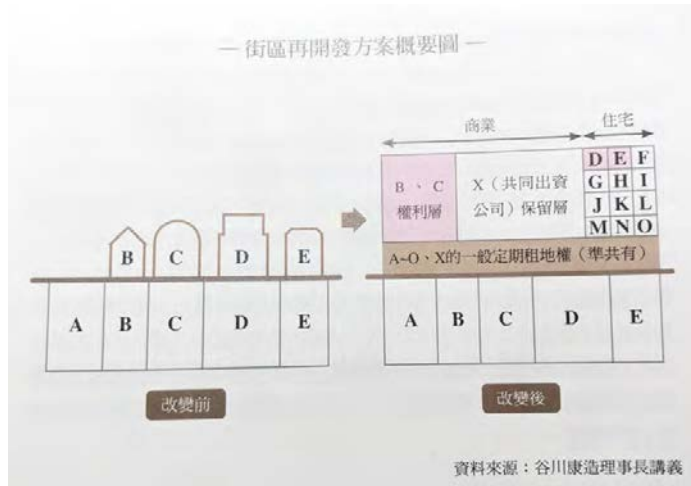 — 街區再開發方案概要圖 —
商業
住宅
B、C
權利層
X（共同出資
公司）保留層
D E F
G H I
J K L
M N O
A~O、X的一般定期租地權（準共有）
B C D E
A B C D E
A B C D E
改變前
改變後
資料來源：谷川康造理事長講義